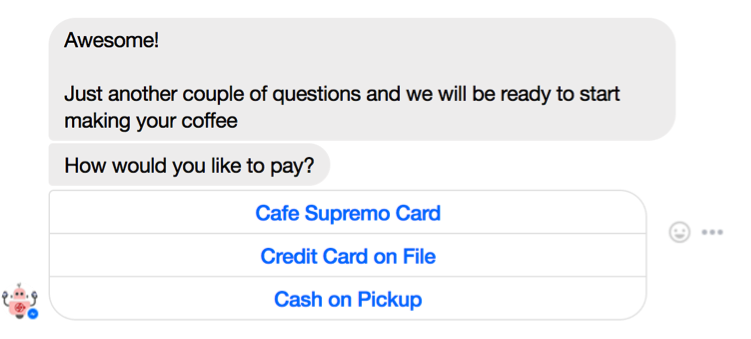 Awesome!
Just another couple of questions and we will be ready to start
making your coffee
How would you like to pay?
Cafe Supremo Card
Credit Card on File
Cash on Pickup